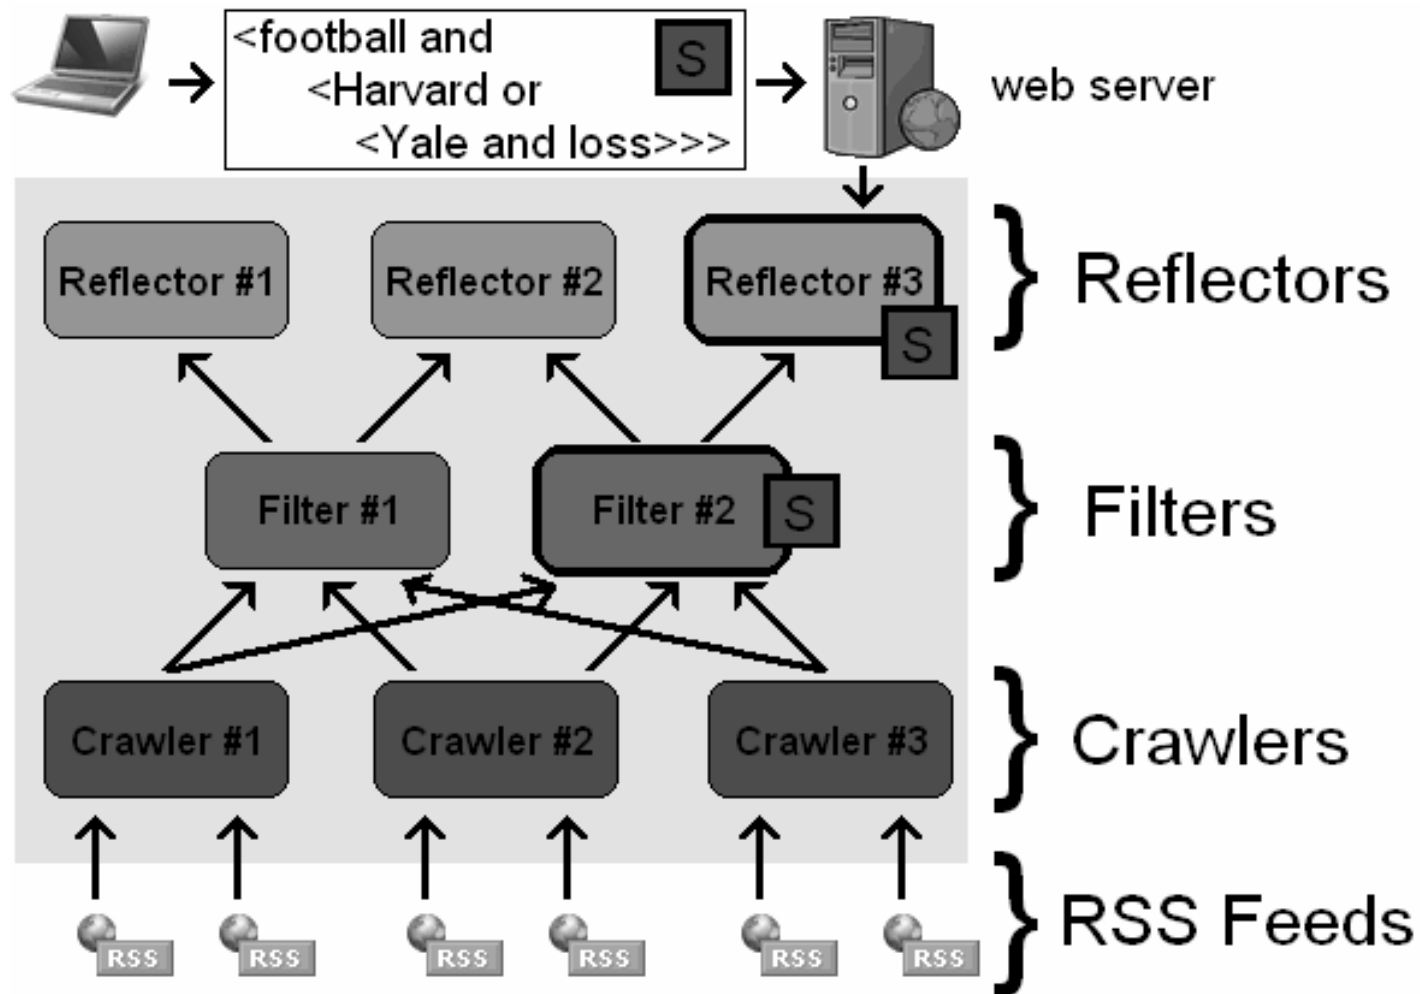 <football and
<Harvard or
<Yale and loss>>>
S
web server
Reflector #1
Reflector #2
Reflector #3
S
Reflectors
Filter #1
Filter #2
S
Filters
Crawler #1
Crawler #2
Crawler #3
Crawlers
RSS
RSS
RSS
RSS
RSS
RSS
RSS Feeds